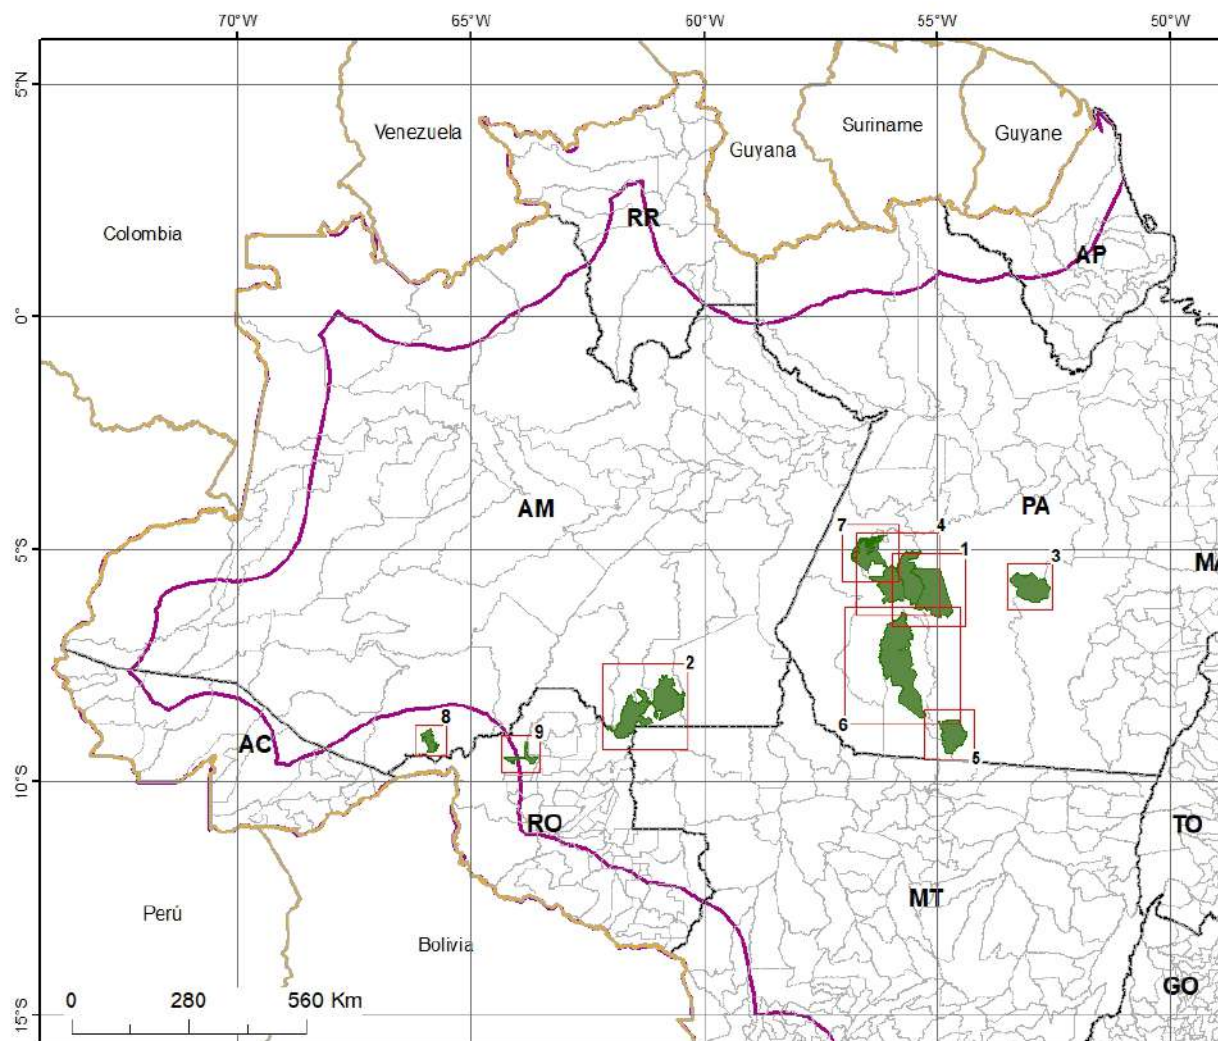 70°W 65°W 60°W 55°W 50°W
5°N
Venezuela
Suriname
Guyane
Guyana
Colombia
RR
AP
0°
AM
PA
7
4
1
3
5°S
MA
2
6
8
9
AC
5
10°S
RO
TO
MT
Perú
Bolivia
GO
0 280 560 Km
15°S